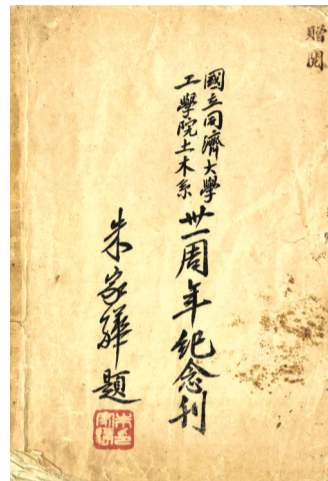 贈閱
國立同濟大學
工學院土木系
卅一周年紀念刊
朱家驊題